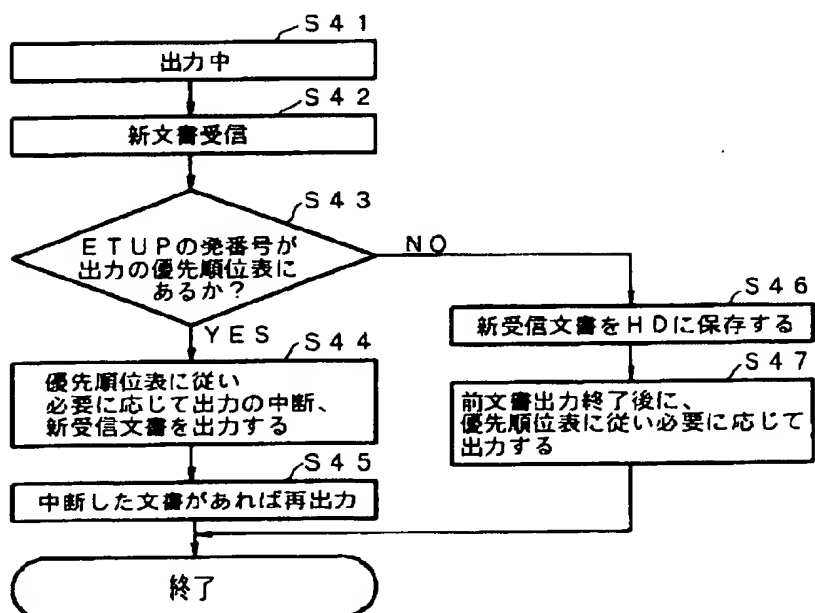 S41
出力中
S42
新文書受信
S43
ETUPの発番号が
出力の優先順位表に
あるか?
NO
YES
S44
優先順位表に従い
必要に応じて出力の中断、
新受信文書を出力する
S45
中断した文書があれば再出力
S46
新受信文書をHDに保存する
S47
前文書出力終了後に、
優先順位表に従い必要に応じて
出力する
終了